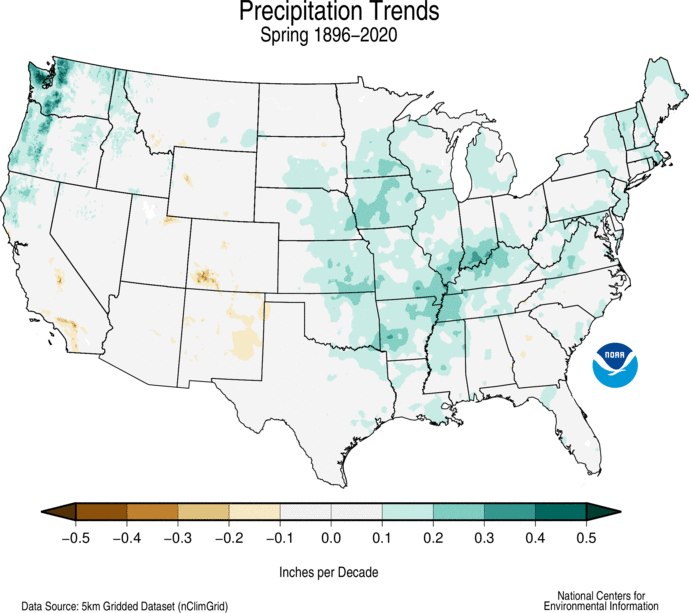 Precipitation Trends
Spring 1896–2020
NOAA
−0.5 −0.4 −0.3 −0.2 −0.1 0.0 0.1 0.2 0.3 0.4 0.5
Inches per Decade
National Centers for
Environmental Information
Data Source: 5km Gridded Dataset (nClimGrid)